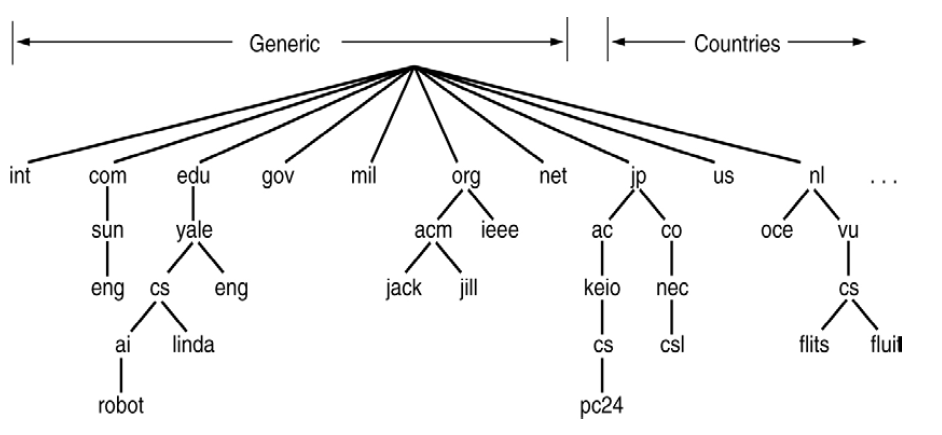 Generic Countries
int com edu gov mil org net jp us nl . . .
sun yale acm ieee ac co oce vu
eng cs eng jack jill keio nec cs
ai linda cs csl flits fluit
robot pc24